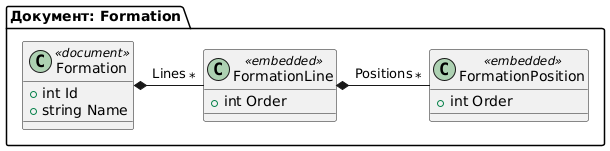 Документ: Formation
C «document»
Formation
int Id
string Name
Lines *
C «embedded»
FormationLine
int Order
Positions *
C «embedded»
FormationPosition
int Order